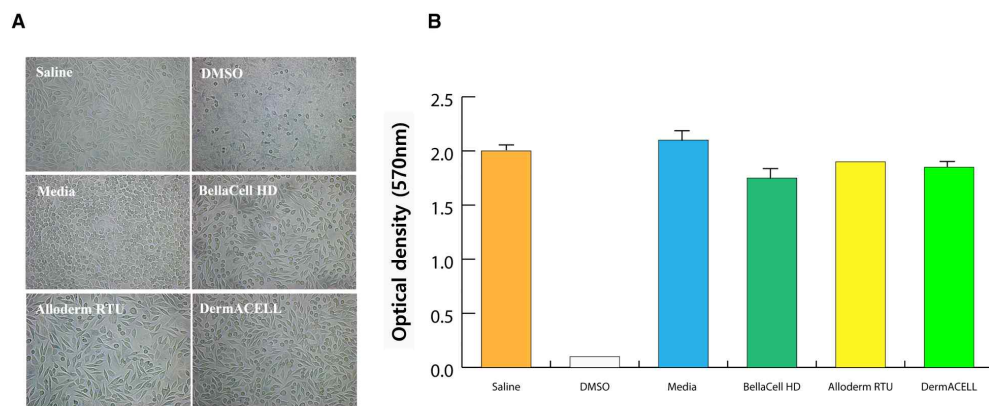 A
Saline
DMSO
Media
BellaCell HD
Alloderm RTU
DermACELL
B
Optical density (570nm)
2.5
2.0
1.5
1.0
0.5
0.0
Saline
DMSO
Media
BellaCell HD
Alloderm RTU
DermACELL